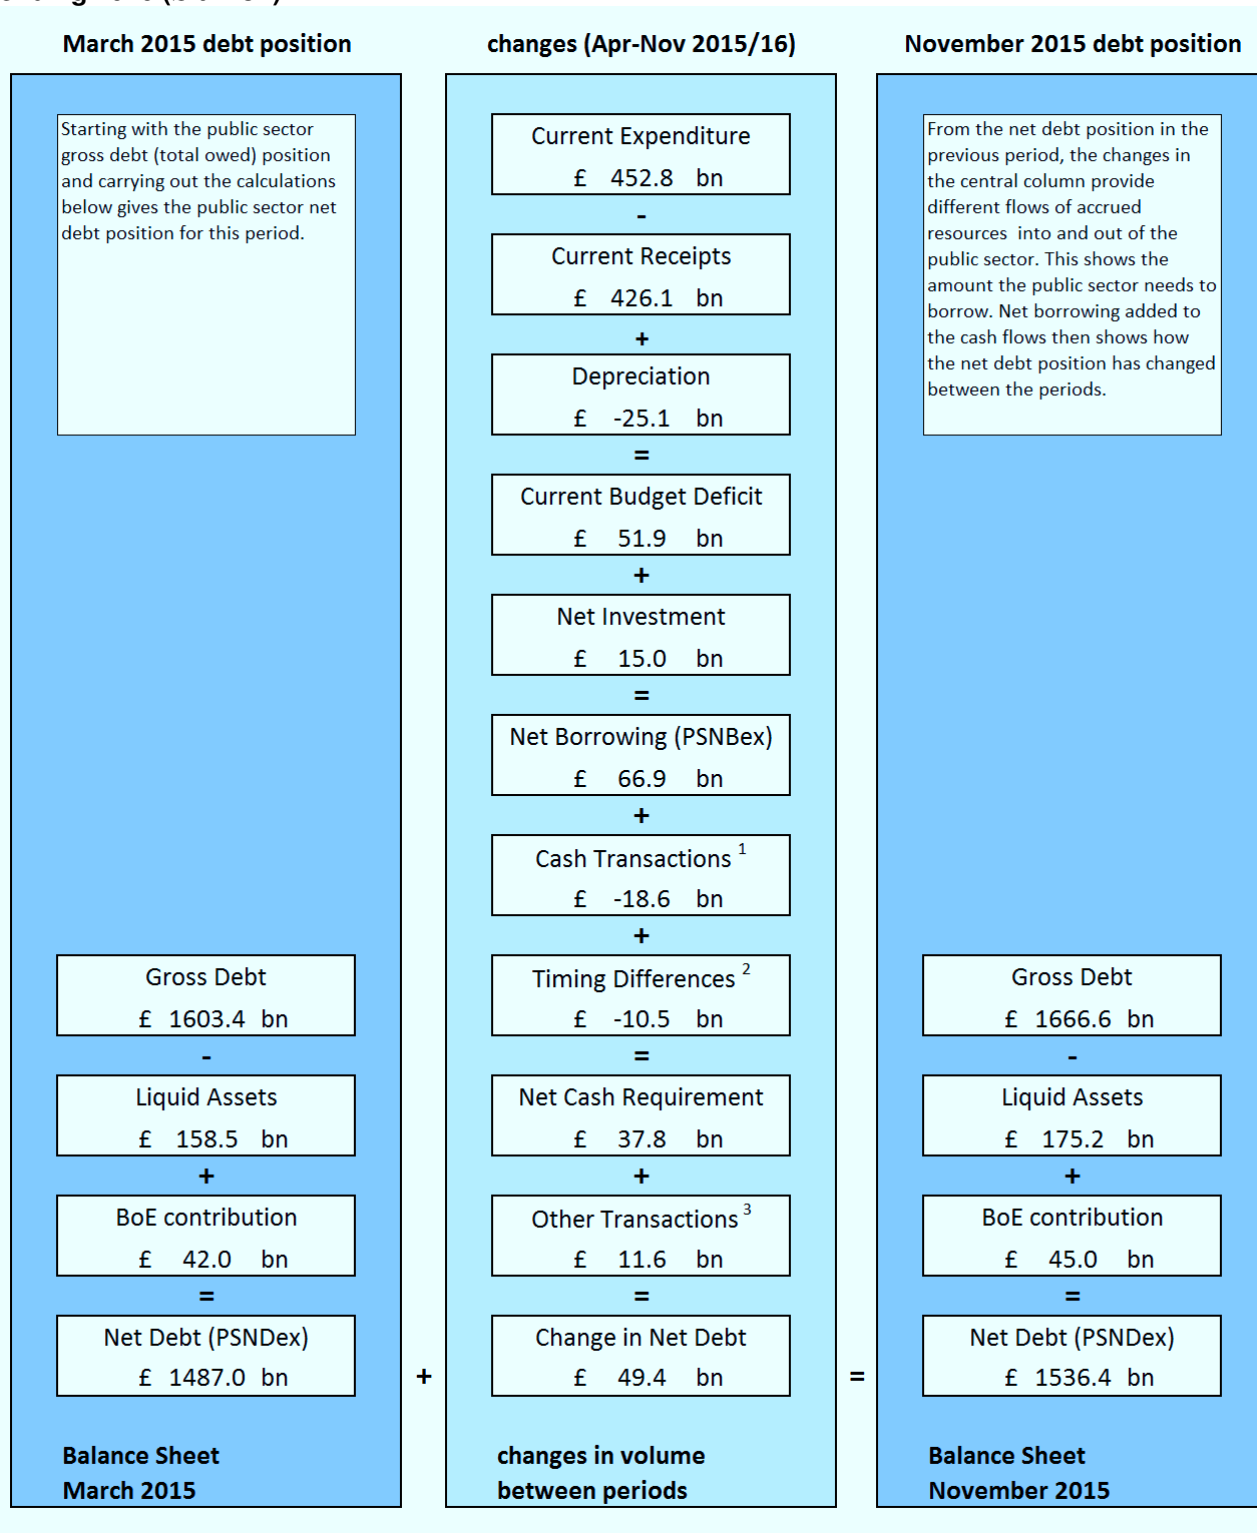 March 2015 debt position
Starting with the public sector
gross debt (total owed) position
and carrying out the calculations
below gives the public sector net
debt position for this period.
Gross Debt
£ 1603.4 bn
-
Liquid Assets
£ 158.5 bn
+
BoE contribution
£ 42.0 bn
=
Net Debt (PSNDex)
£ 1487.0 bn
Balance Sheet
March 2015
+
changes (Apr-Nov 2015/16)
Current Expenditure
£ 452.8 bn
-
Current Receipts
£ 426.1 bn
+
Depreciation
£ -25.1 bn
=
Current Budget Deficit
£ 51.9 bn
+
Net Investment
£ 15.0 bn
=
Net Borrowing (PSNBex)
£ 66.9 bn
+
Cash Transactions 1
£ -18.6 bn
+
Timing Differences 2
£ -10.5 bn
=
Net Cash Requirement
£ 37.8 bn
+
Other Transactions 3
£ 11.6 bn
=
Change in Net Debt
£ 49.4 bn
changes in volume
between periods
=
November 2015 debt position
From the net debt position in the
previous period, the changes in
the central column provide
different flows of accrued
resources into and out of the
public sector. This shows the
amount the public sector needs to
borrow. Net borrowing added to
the cash flows then shows how
the net debt position has changed
between the periods.
Gross Debt
£ 1666.6 bn
-
Liquid Assets
£ 175.2 bn
+
BoE contribution
£ 45.0 bn
=
Net Debt (PSNDex)
£ 1536.4 bn
Balance Sheet
November 2015